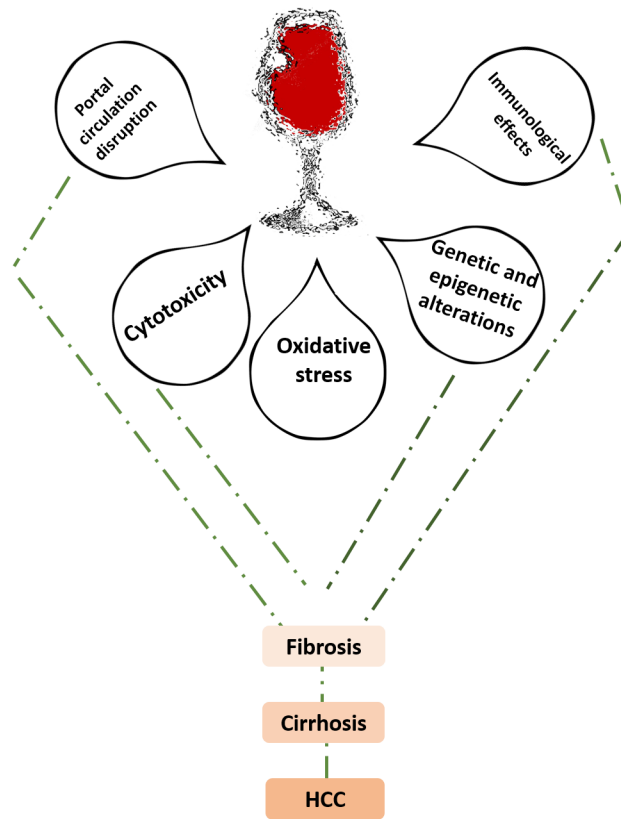 Portal
circulation
disruption
Immunological
effects
Cytotoxicity
Oxidative
stress
Genetic and
epigenetic
alterations
Fibrosis
Cirrhosis
HCC